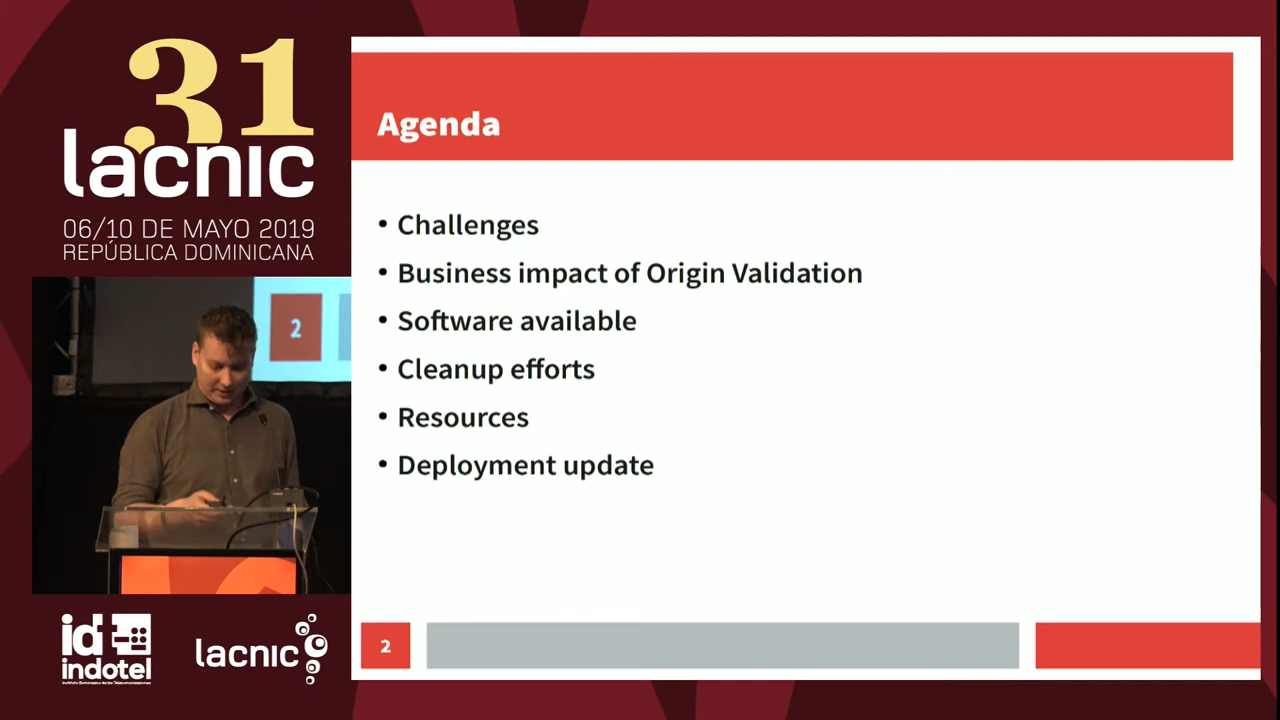 31
lacnic
06/10 DE MAYO 2019
REPÚBLICA DOMINICANA
Agenda
• Challenges
• Business impact of Origin Validation
• Software available
• Cleanup efforts
• Resources
• Deployment update
2
2
id
indotel
lacnic